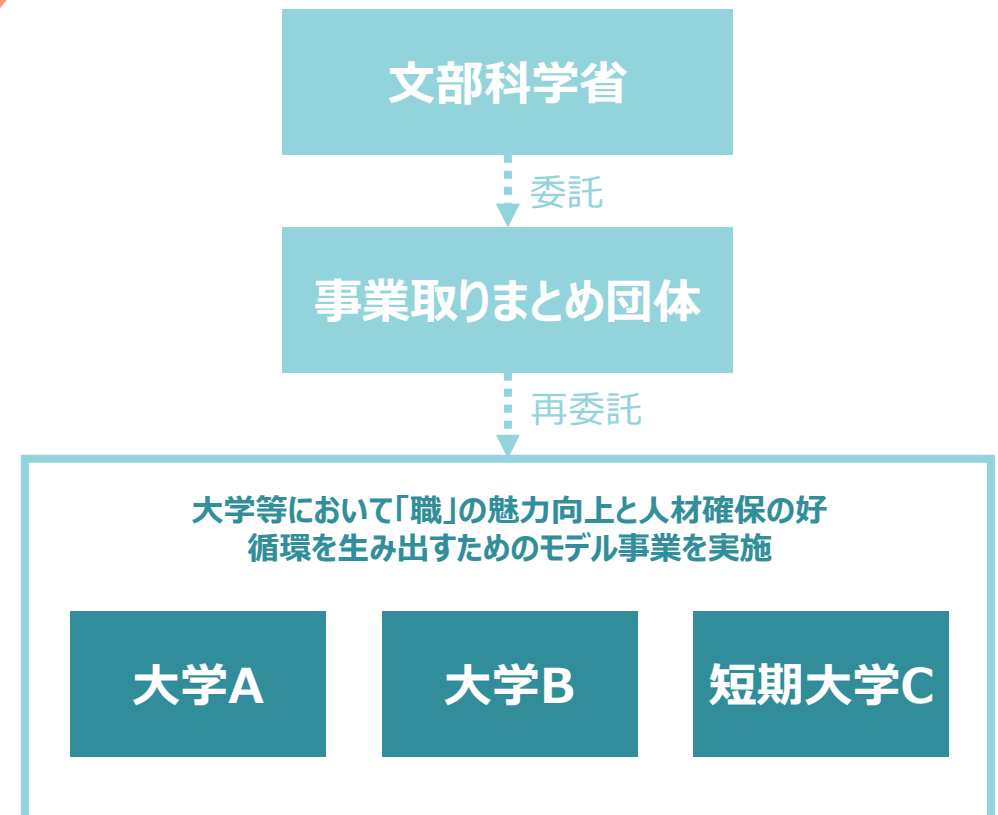 文部科学省
委託
事業取りまとめ団体
再委託
大学等において「職」の魅力向上と人材確保の好
循環を生み出すためのモデル事業を実施
大学A
大学B
短期大学C